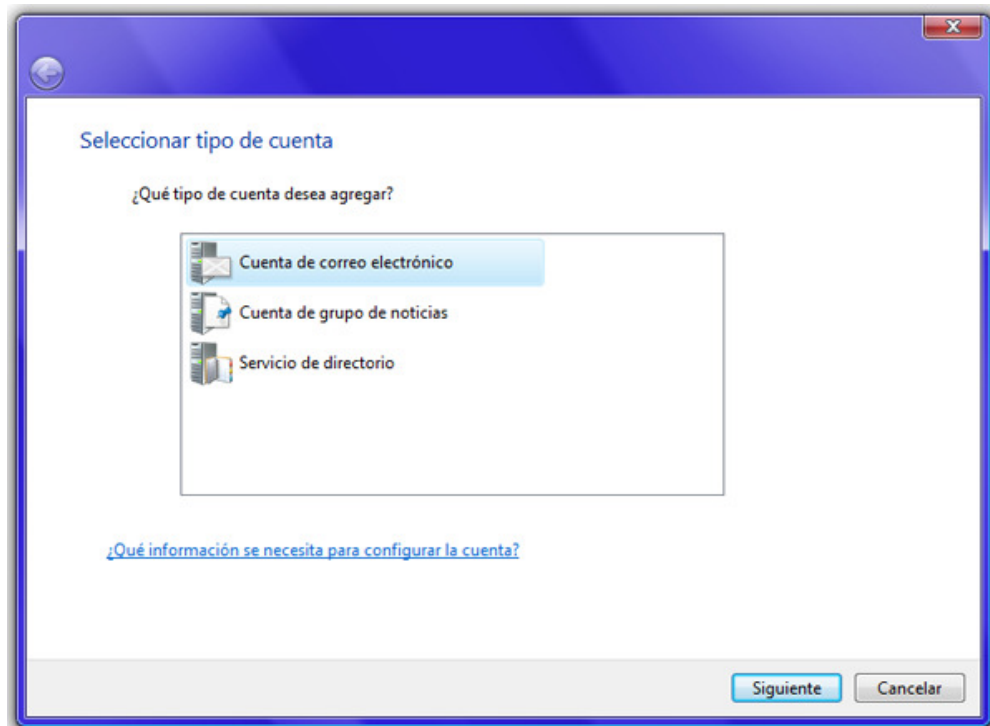 Seleccionar tipo de cuenta
¿Qué tipo de cuenta desea agregar?
Cuenta de correo electrónico
Cuenta de grupo de noticias
Servicio de directorio
¿Qué información se necesita para configurar la cuenta?
Siguiente Cancelar